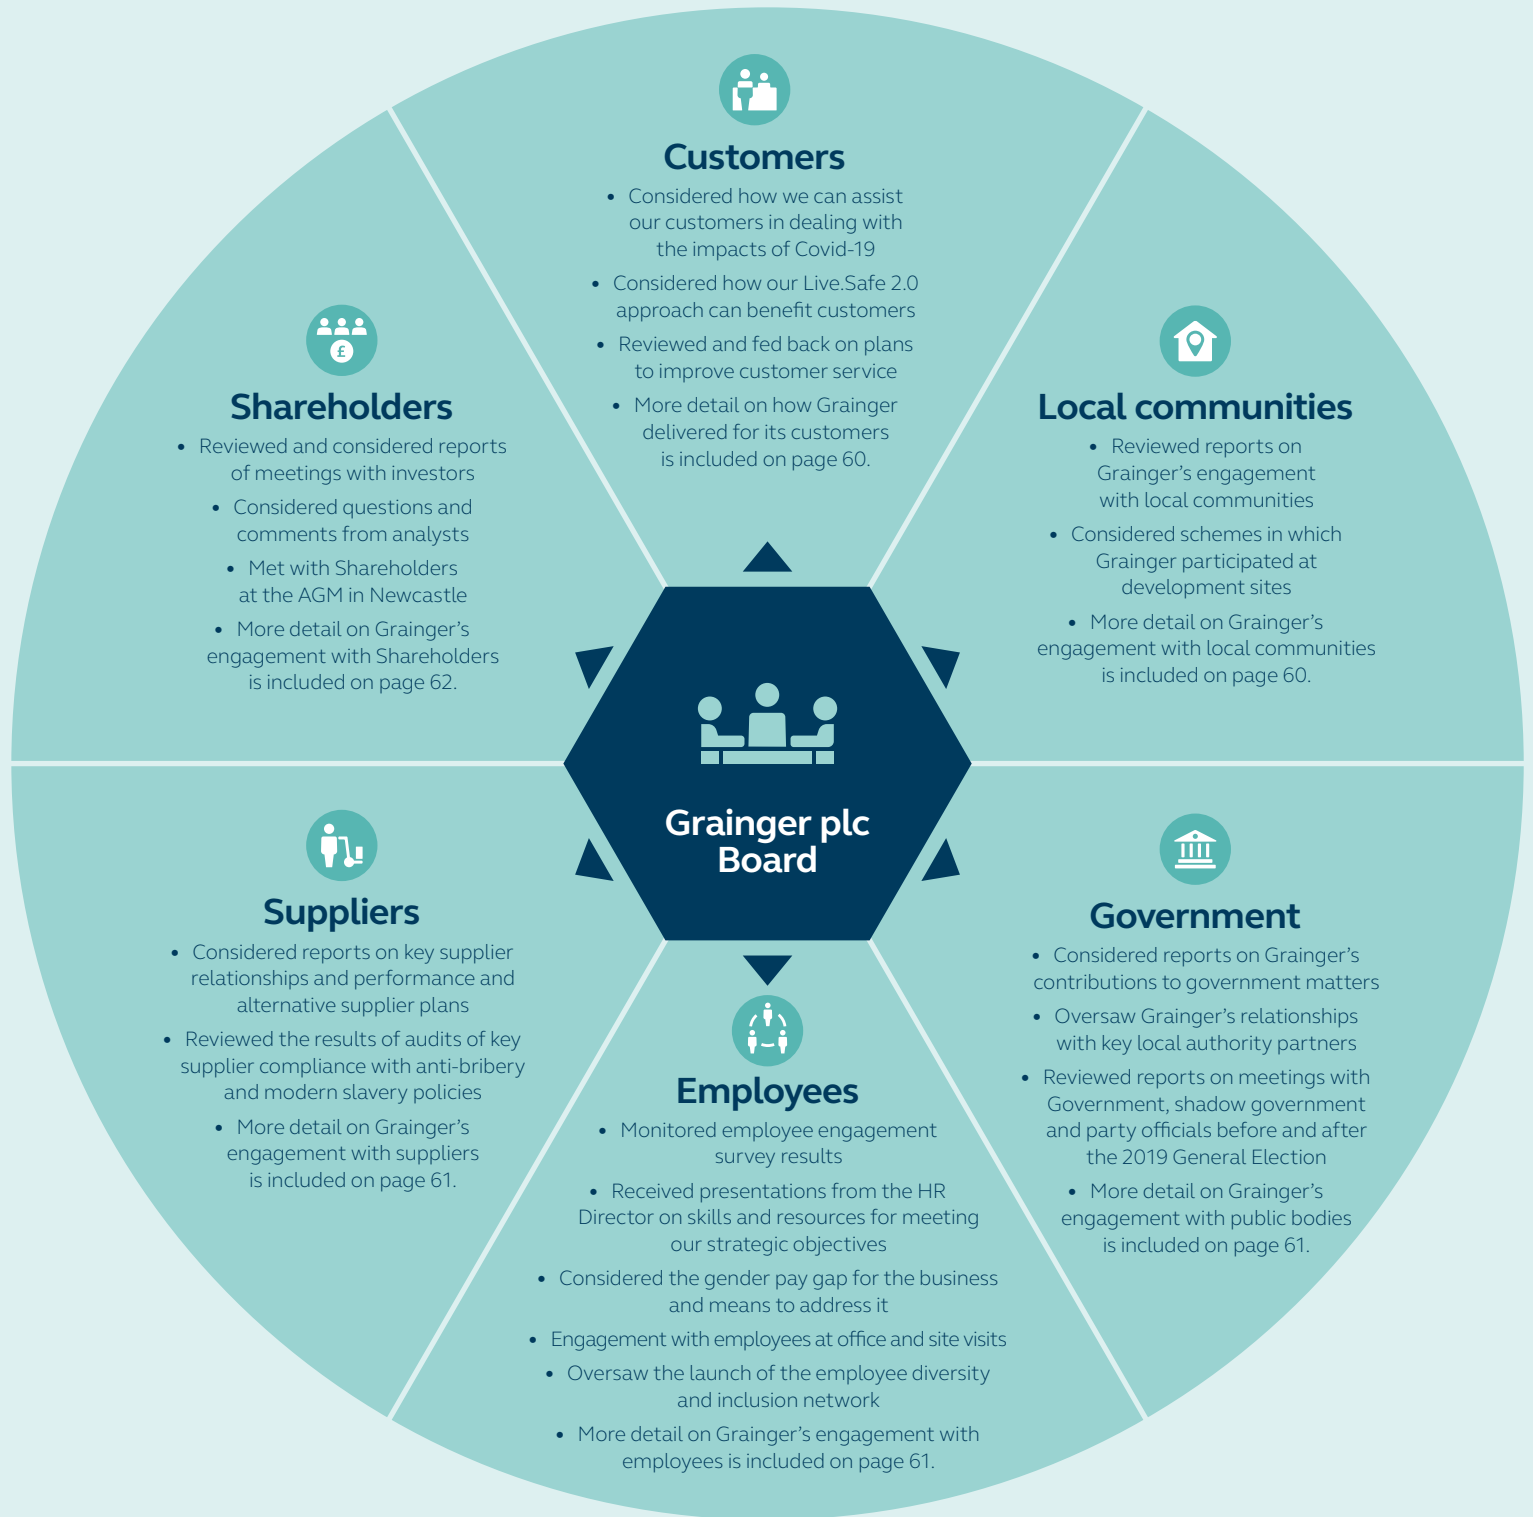 Customers
• Considered how we can assist
our customers in dealing with
the impacts of Covid-19
• Considered how our Live.Safe 2.0
approach can benefit customers
• Reviewed and fed back on plans
to improve customer service
• More detail on how Grainger
delivered for its customers
is included on page 60.
Shareholders
• Reviewed and considered reports
of meetings with investors
• Considered questions and
comments from analysts
• Met with Shareholders
at the AGM in Newcastle
• More detail on Grainger’s
engagement with Shareholders
is included on page 62.
£
Local communities
• Reviewed reports on
Grainger’s engagement
with local communities
• Considered schemes in which
Grainger participated at
development sites
• More detail on Grainger’s
engagement with local communities
is included on page 60.
Grainger plc
Board
Suppliers
• Considered reports on key supplier
relationships and performance and
alternative supplier plans
• Reviewed the results of audits of key
supplier compliance with anti-bribery
and modern slavery policies
• More detail on Grainger’s
engagement with suppliers
is included on page 61.
Government
• Considered reports on Grainger’s
contributions to government matters
• Oversaw Grainger’s relationships
with key local authority partners
• Reviewed reports on meetings with
Government, shadow government
and party officials before and after
the 2019 General Election
• More detail on Grainger’s
engagement with public bodies
is included on page 61.
Employees
• Monitored employee engagement
survey results
• Received presentations from the HR
Director on skills and resources for meeting
our strategic objectives
• Considered the gender pay gap for the business
and means to address it
• Engagement with employees at office and site visits
• Oversaw the launch of the employee diversity
and inclusion network
• More detail on Grainger’s engagement with
employees is included on page 61.